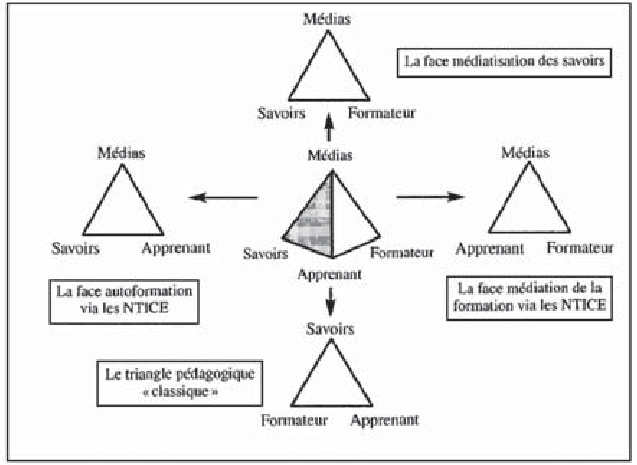 Médias
La face médiatisation des savoirs
Savoirs Formateur
Médias
Médias
Médias
Savoirs Apprenant
Savoirs
Formateur
Apprenant
Apprenant Formateur
La face autoformation
via les NTICE
La face médiation de la
formation via les NTICE
Savoirs
Le triangle pédagogique
« classique »
Formateur Apprenant